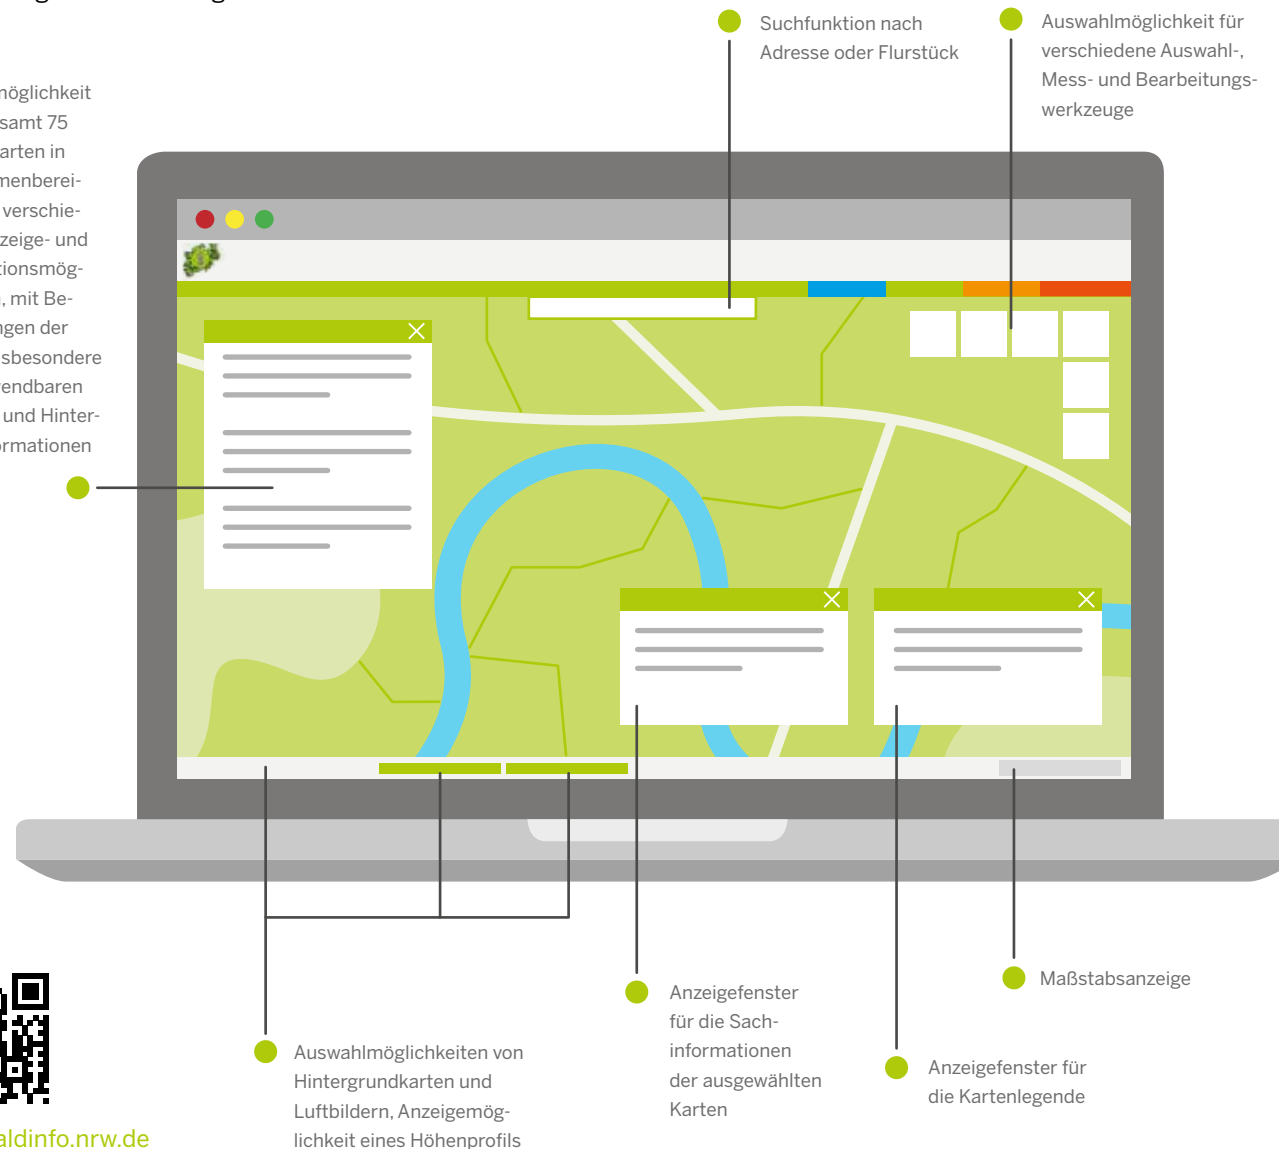 Suchfunktion nach
Adresse oder Flurstück
Auswahlmöglichkeit für
verschiedene Auswahl-,
Mess- und Bearbeitungs-
werkzeuge
möglichkeit
samt 75
arten in
menberei-
verschie-
zeige- und
tionsmög-
, mit Be-
ngen der
sbesondere
endbaren
und Hinter-
ormationen
Maßstabsanzeige
Anzeigefenster
für die Sach-
informationen
der ausgewählten
Karten
Anzeigefenster für
die Kartenlegende
Auswahlmöglichkeiten von
Hintergrundkarten und
Luftbildern, Anzeigemög-
lichkeit eines Höhenprofils
aldinfo.nrw.de